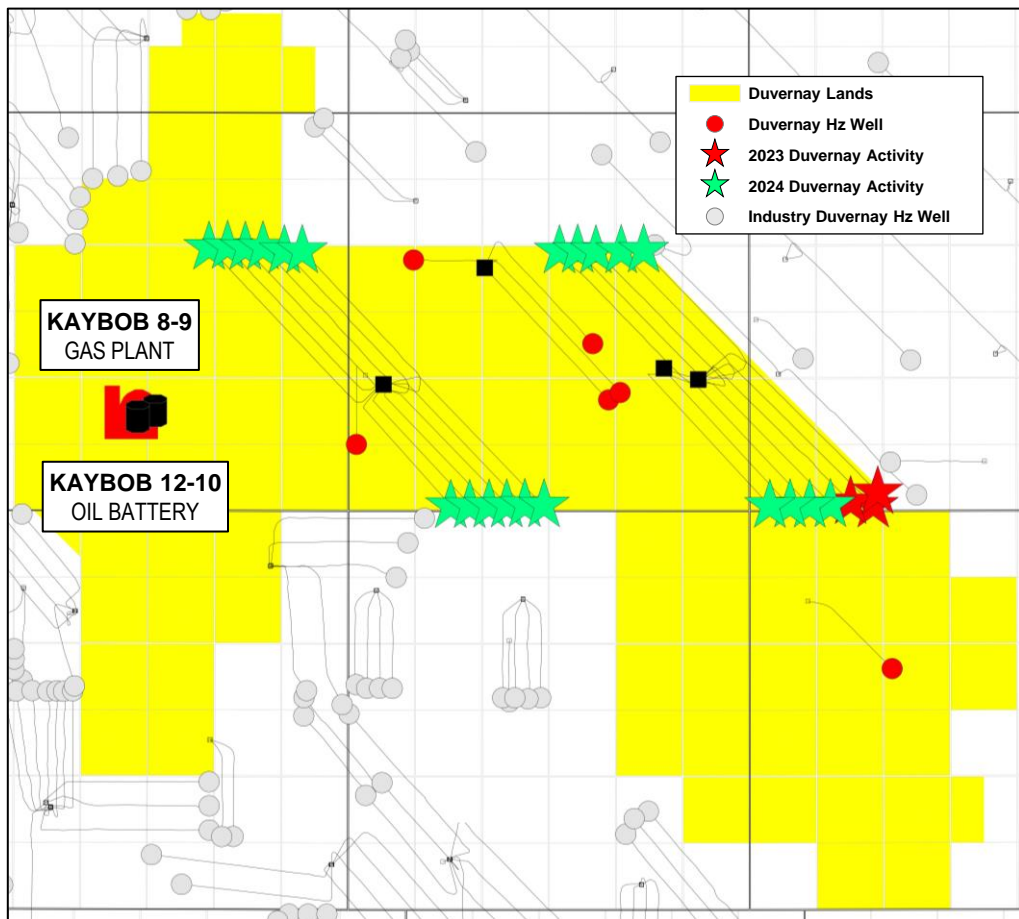 Duvernay Lands
Duvernay Hz Well
2023 Duvernay Activity
2024 Duvernay Activity
Industry Duvernay Hz Well
KAYBOB 8-9
GAS PLANT
KAYBOB 12-10
OIL BATTERY